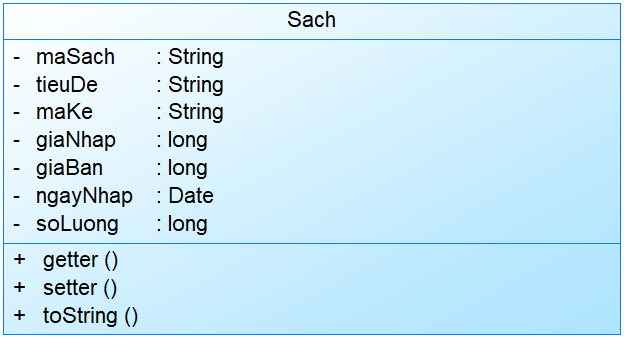 Sach
- maSach : String
- tieuDe : String
- maKe : String
- giaNhap : long
- giaBan : long
- ngayNhap : Date
- soLuong : long
+ getter ()
+ setter ()
+ toString ()